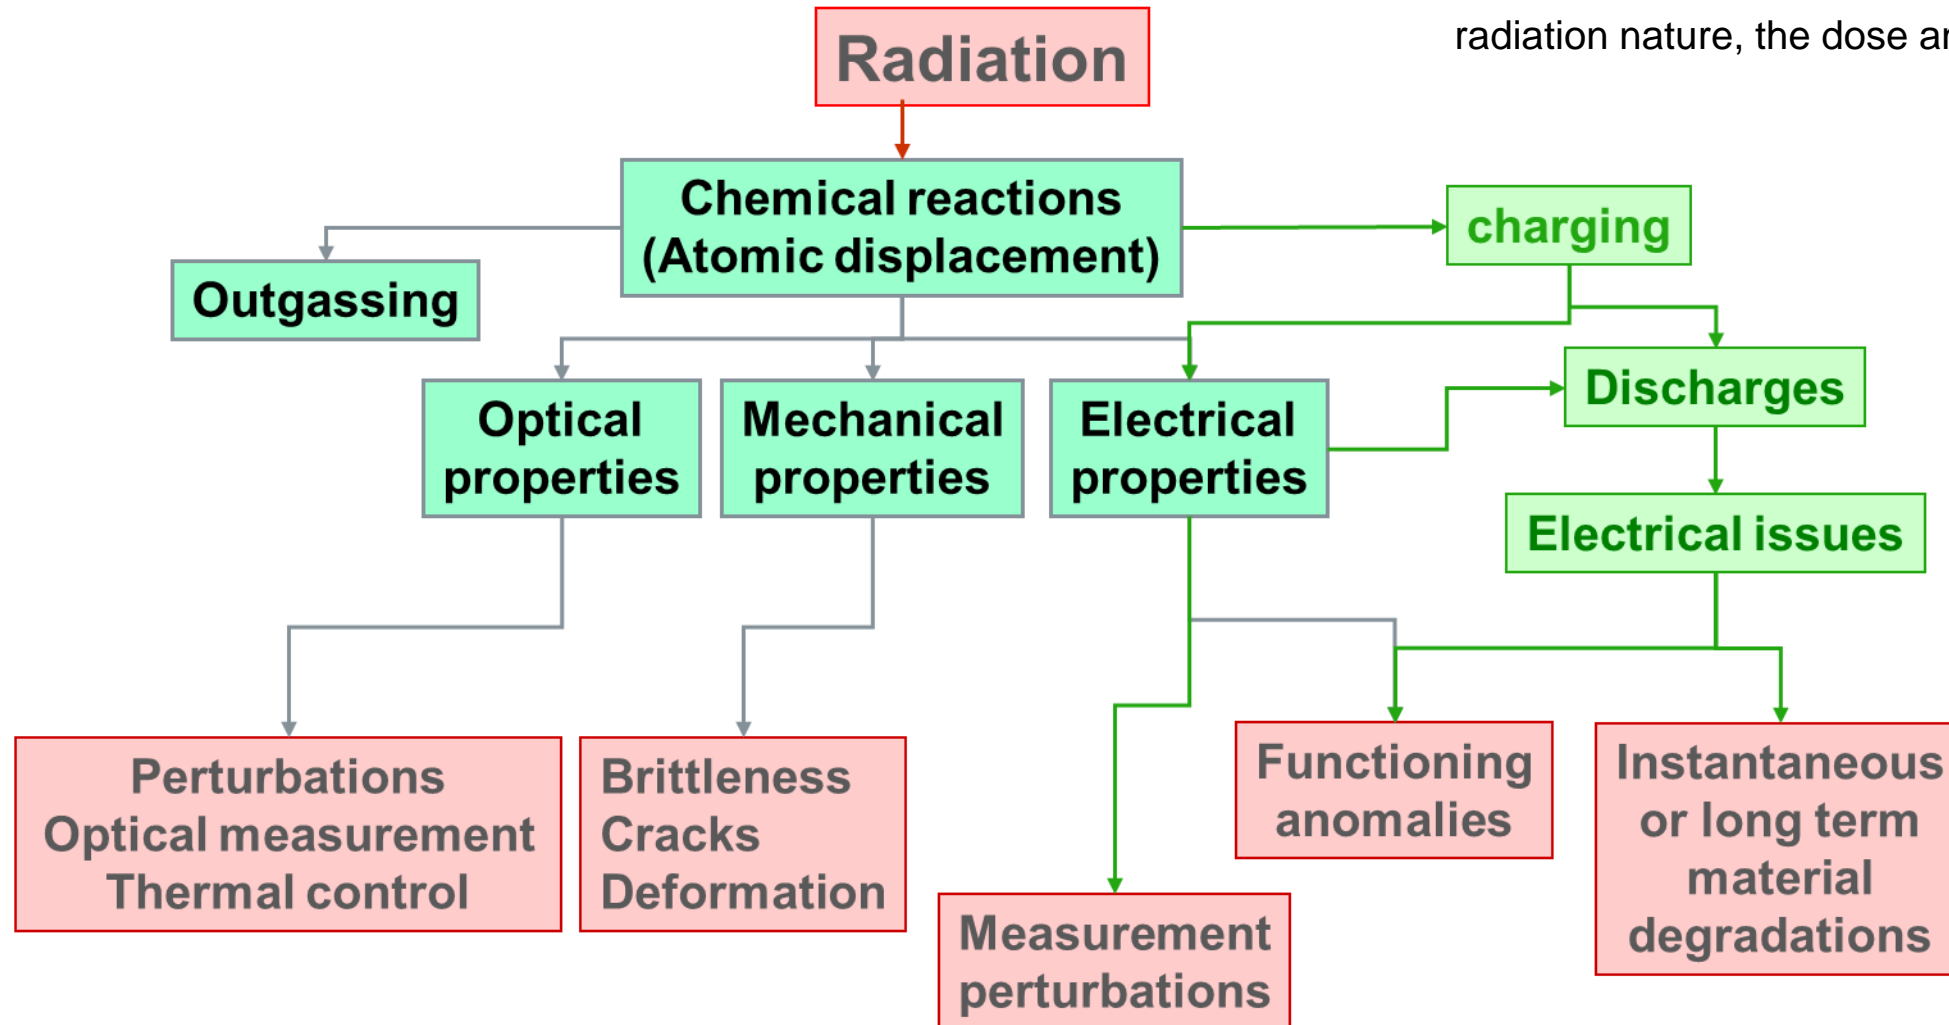 Radiation
radiation nature, the dose
Chemical reactions
(Atomic displacement)
charging
Outgassing
Discharges
Optical
properties
Mechanical
properties
Electrical
properties
Electrical issues
Perturbations
Optical measurement
Thermal control
Brittleness
Cracks
Deformation
Functioning
anomalies
Instantaneous
or long term
material
degradations
Measurement
perturbations